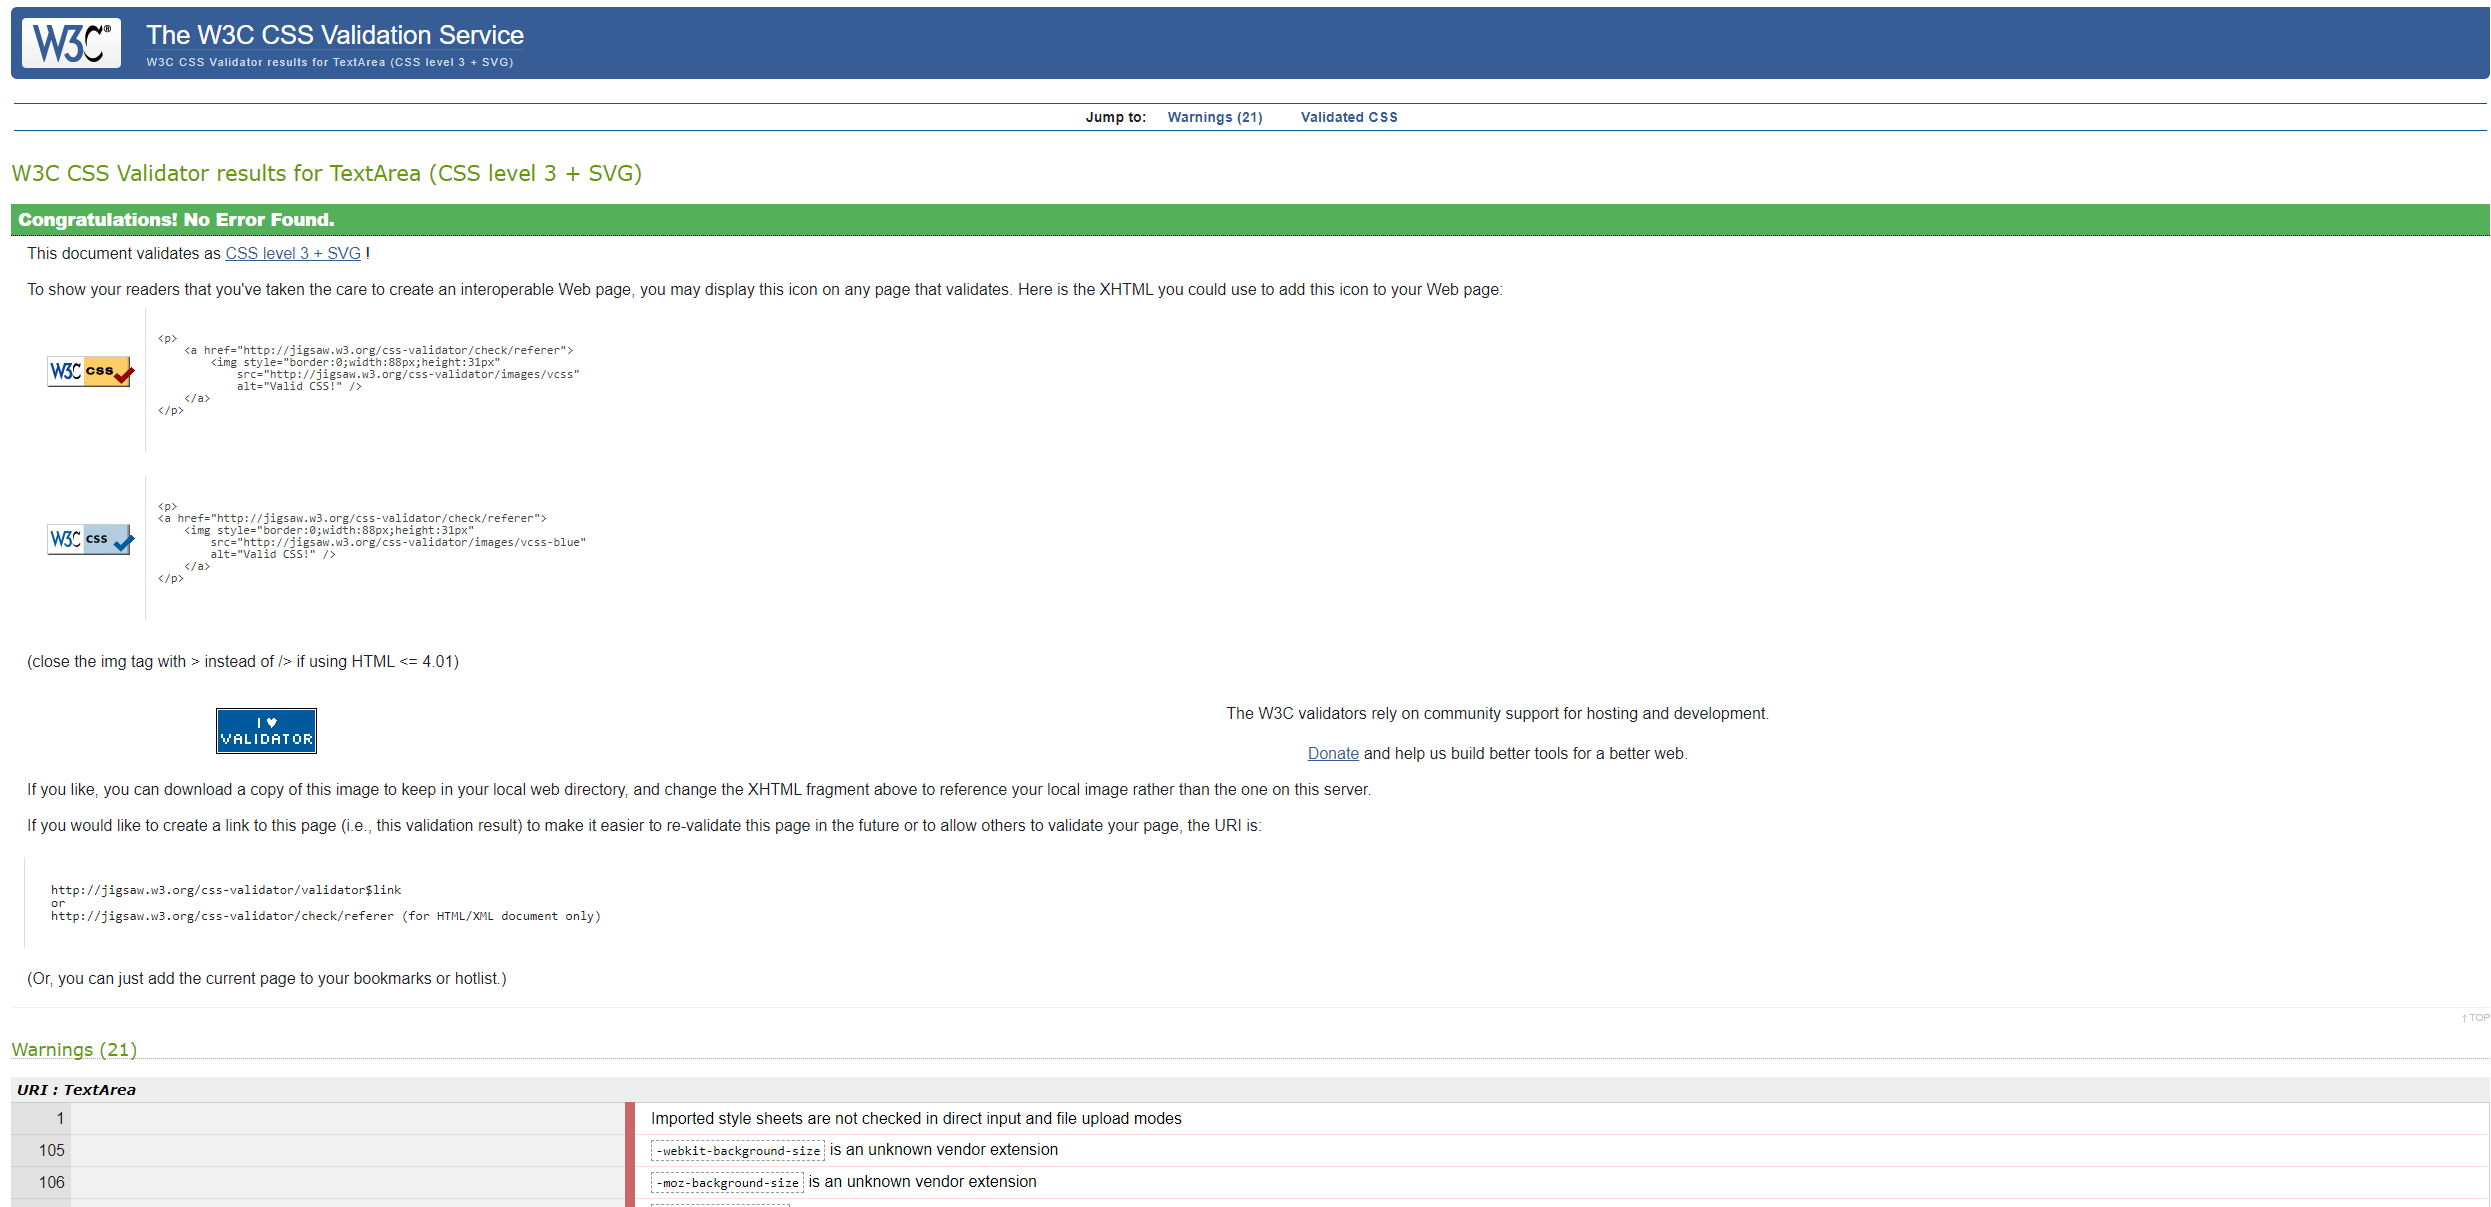 W3C®
The W3C CSS Validation Service
W3C CSS Validator results for TextArea (CSS level 3 + SVG)
Jump to: Warnings (21) Validated CSS
W3C CSS Validator results for TextArea (CSS level 3 + SVG)
Congratulations! No Error Found.
This document validates as CSS level 3 + SVG !
To show your readers that you've taken the care to create an interoperable Web page, you may display this icon on any page that validates. Here is the XHTML you could use to add this icon to your Web page:
<p>
<a href="http://jigsaw.w3.org/css-validator/check/referer">
<img style="border:0;width:88px;height:31px"
W3C css
src="http://jigsaw.w3.org/css-validator/images/vcss"
alt="Valid CSS!" />
</a>
</p>
<p>
<a href="http://jigsaw.w3.org/css-validator/check/referer">
<img style="border:0;width:88px;height:31px"
W3C css
src="http://jigsaw.w3.org/css-validator/images/vcss-blue"
alt="Valid CSS!" />
</a>
</p>
(close the img tag with > instead of /> if using HTML <= 4.01)
I ♥
VALIDATOR
The W3C validators rely on community support for hosting and development.
Donate and help us build better tools for a better web.
If you like, you can download a copy of this image to keep in your local web directory, and change the XHTML fragment above to reference your local image rather than the one on this server.
If you would like to create a link to this page (i.e., this validation result) to make it easier to re-validate this page in the future or to allow others to validate your page, the URI is:
http://jigsaw.w3.org/css-validator/validator$link
or
http://jigsaw.w3.org/css-validator/check/referer (for HTML/XML document only)
(Or, you can just add the current page to your bookmarks or hotlist.)
↑ TOP
Warnings (21)
URI : TextArea
1 Imported style sheets are not checked in direct input and file upload modes
105 -webkit-background-size is an unknown vendor extension
106 -moz-background-size is an unknown vendor extension